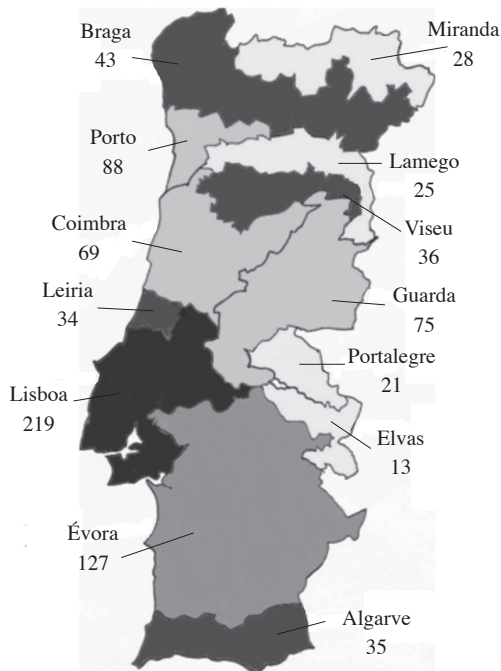 Braga
43
Miranda
28
Porto
88
Lamego
25
Coimbra
69
Viseu
36
Leiria
34
Guarda
75
Portalegre
21
Lisboa
219
Elvas
13
Évora
127
Algarve
35